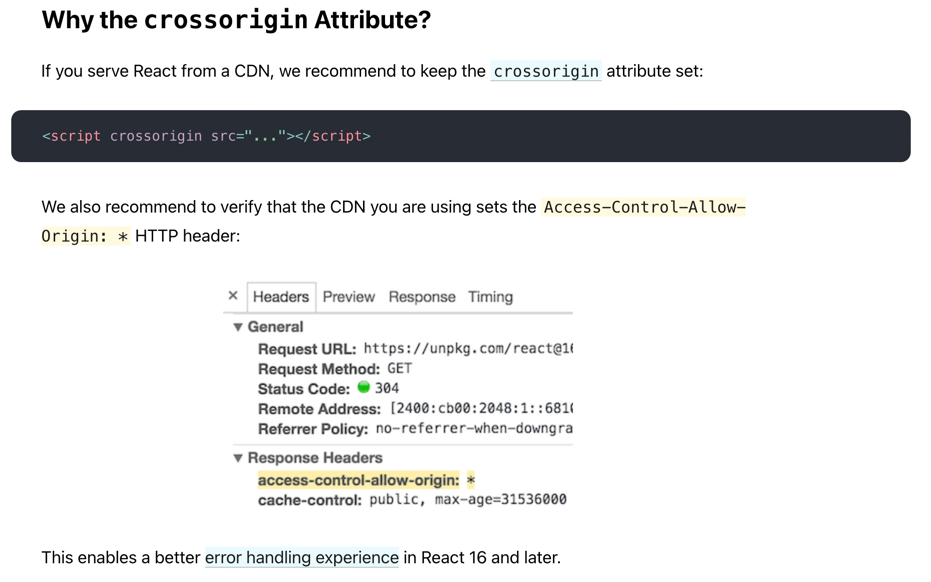 Why the crossorigin Attribute?
If you serve React from a CDN, we recommend to keep the crossorigin attribute set:
<script crossorigin src="..."></script>
We also recommend to verify that the CDN you are using sets the Access-Control-Allow-
Origin: * HTTP header:
× Headers Preview Response Timing
▼ General
Request URL: https://unpkg.com/react@16
Request Method: GET
Status Code: 304
Remote Address: [2400:cb00:2048:1::681
Referrer Policy: no-referrer-when-downgra
▼ Response Headers
access-control-allow-origin: *
cache-control: public, max-age=31536000
This enables a better error handling experience in React 16 and later.